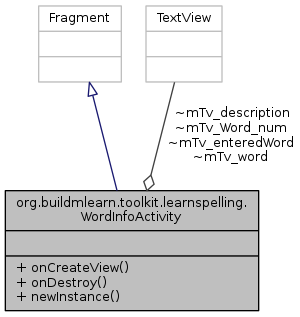 Fragment
TextView
~mTv_description
~mTv_Word_num
~mTv_enteredWord
~mTv_word
org.buildmlearn.toolkit.learnspelling.
WordInfoActivity
+ onCreateView()
+ onDestroy()
+ newInstance()